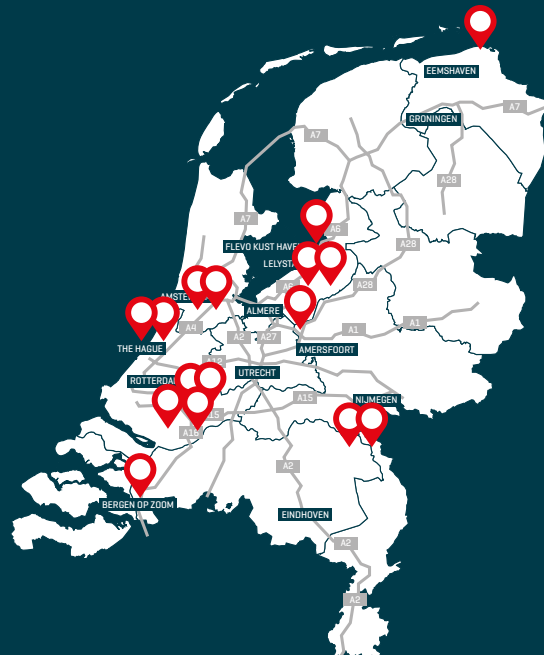 EEMSHAVEN
A7
GRONINGEN
A7
A28
A7
A6
FLEVO KUST HAVEN
A28
LELYSTA
A28
A6
AMSTE
ALMERE
A4
A1
A1
A2
A27
THE HAGUE
AMERSFOORT
A12
UTRECHT
ROTTERDA
A15
NIJMEGEN
A15
A16
A2
BERGEN OP ZOOM
EINDHOVEN
A2
A2